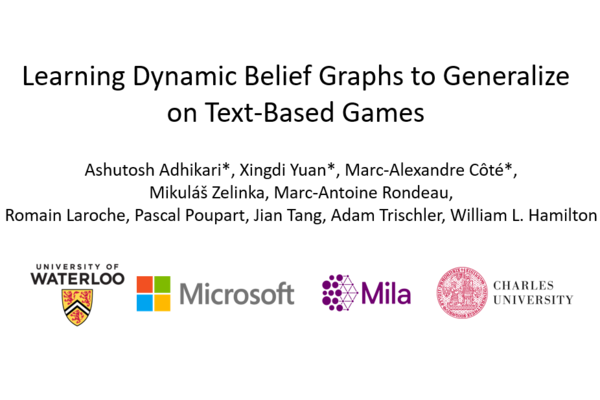 Learning Dynamic Belief Graphs to Generalize
on Text-Based Games
Ashutosh Adhikari*, Xingdi Yuan*, Marc-Alexandre Côté*,
Mikuláš Zelinka, Marc-Antoine Rondeau,
Romain Laroche, Pascal Poupart, Jian Tang, Adam Trischler, William L. Hamilton
UNIVERSITY OF
WATERLOO
Microsoft
Mila
CHARLES
UNIVERSITY